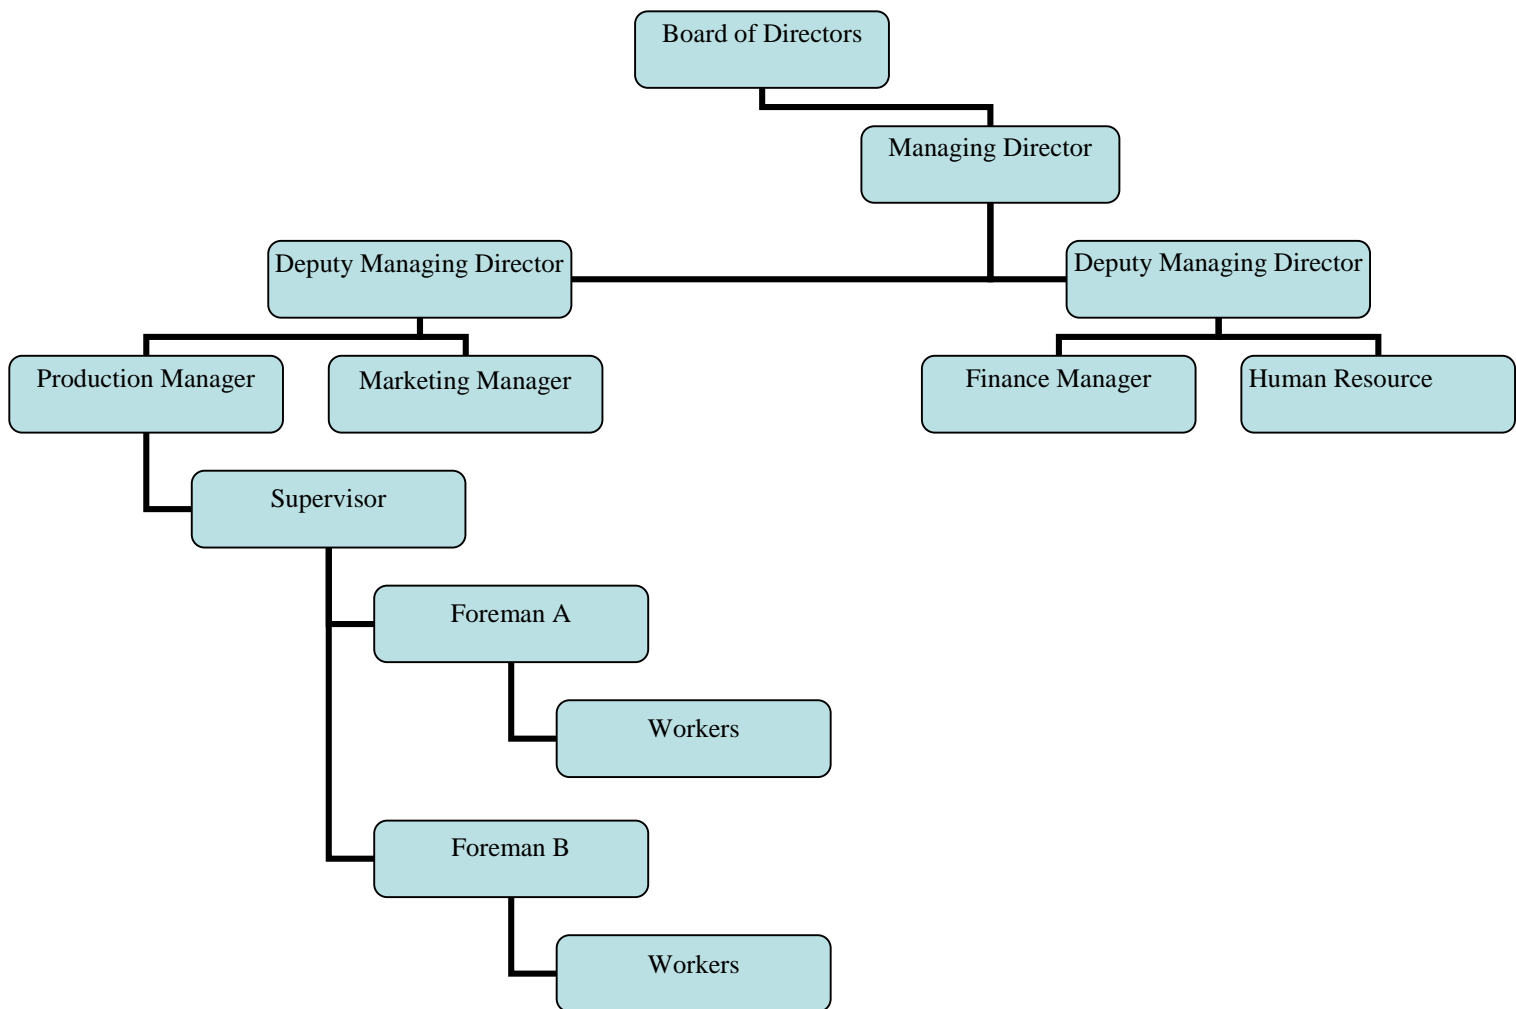 Board of Directors
Managing Director
Deputy Managing Director
Deputy Managing Director
Production Manager
Marketing Manager
Finance Manager
Human Resource
Supervisor
Foreman A
Workers
Foreman B
Workers